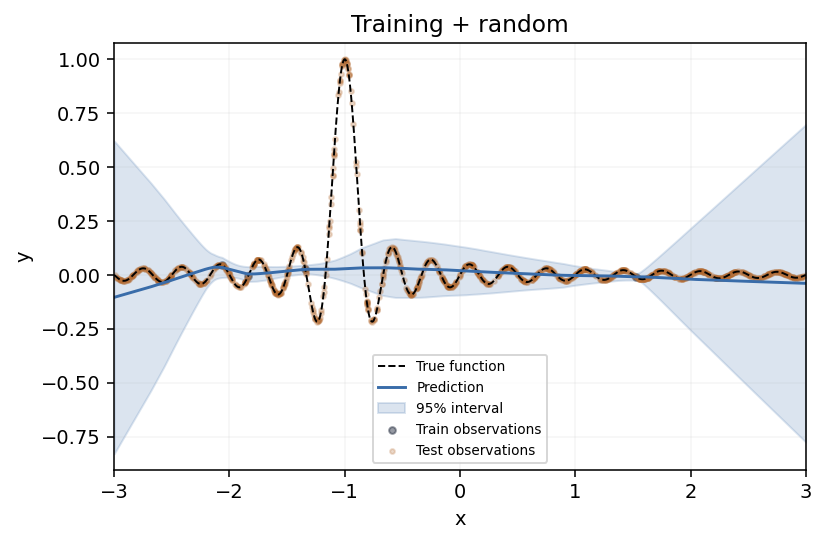 Training + random
1.00
0.75
0.50
0.25
0.00
−0.25
−0.50
−0.75
y
True function
Prediction
95% interval
Train observations
Test observations
−3
−2
−1
0
1
2
3
x